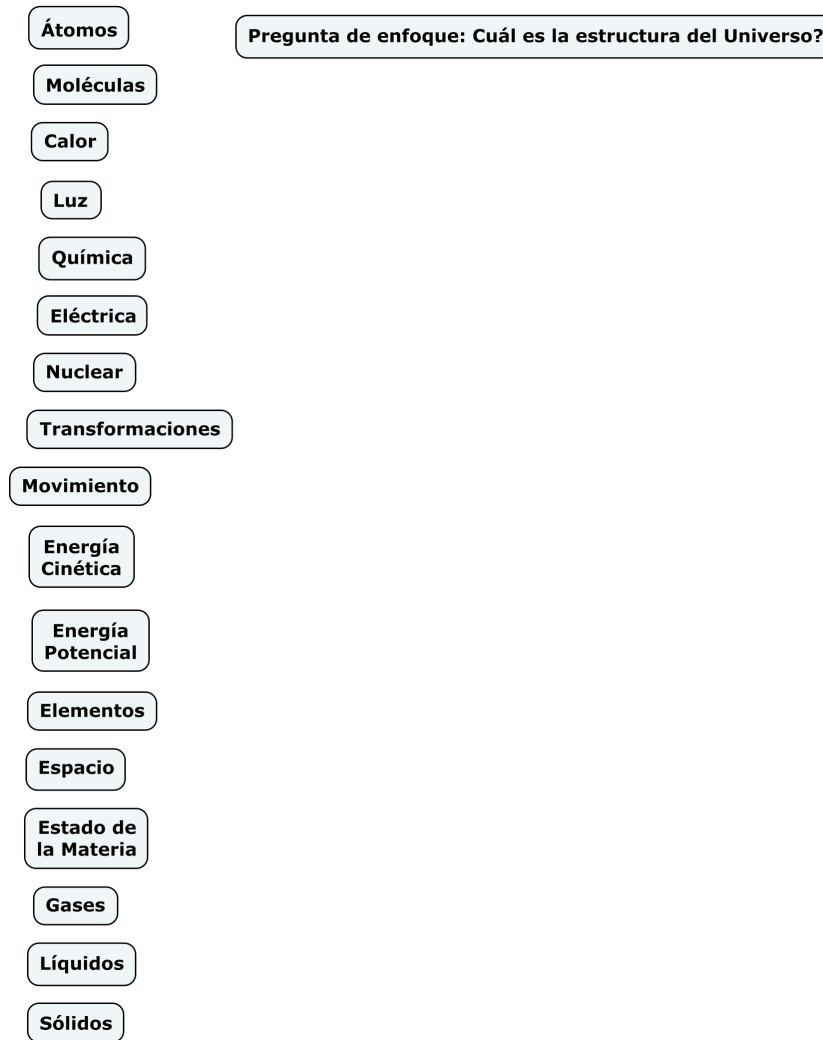 Átomos
Pregunta de enfoque: Cuál es la estructura del Universo?
Moléculas
Calor
Luz
Química
Eléctrica
Nuclear
Transformaciones
Movimiento
Energía
Cinética
Energía
Potencial
Elementos
Espacio
Estado de
la Materia
Gases
Líquidos
Sólidos